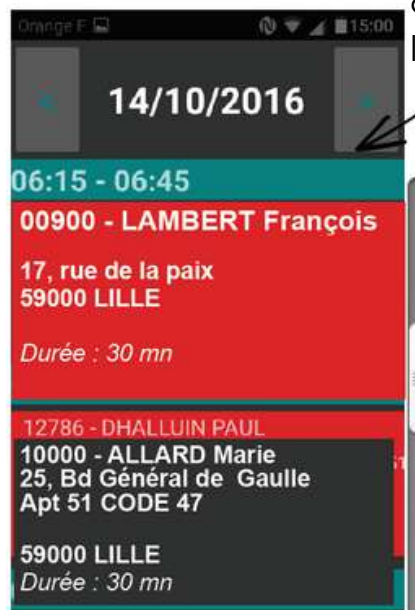 Orange F
15:00
14/10/2016
06:15 - 06:45
00900 - LAMBERT François
17, rue de la paix
59000 LILLE
Durée : 30 mn
12786 - DHALLUIN PAUL
10000 - ALLARD Marie
25, Bd Général de Gaulle
Apt 51 CODE 47
59000 LILLE
Durée : 30 mn